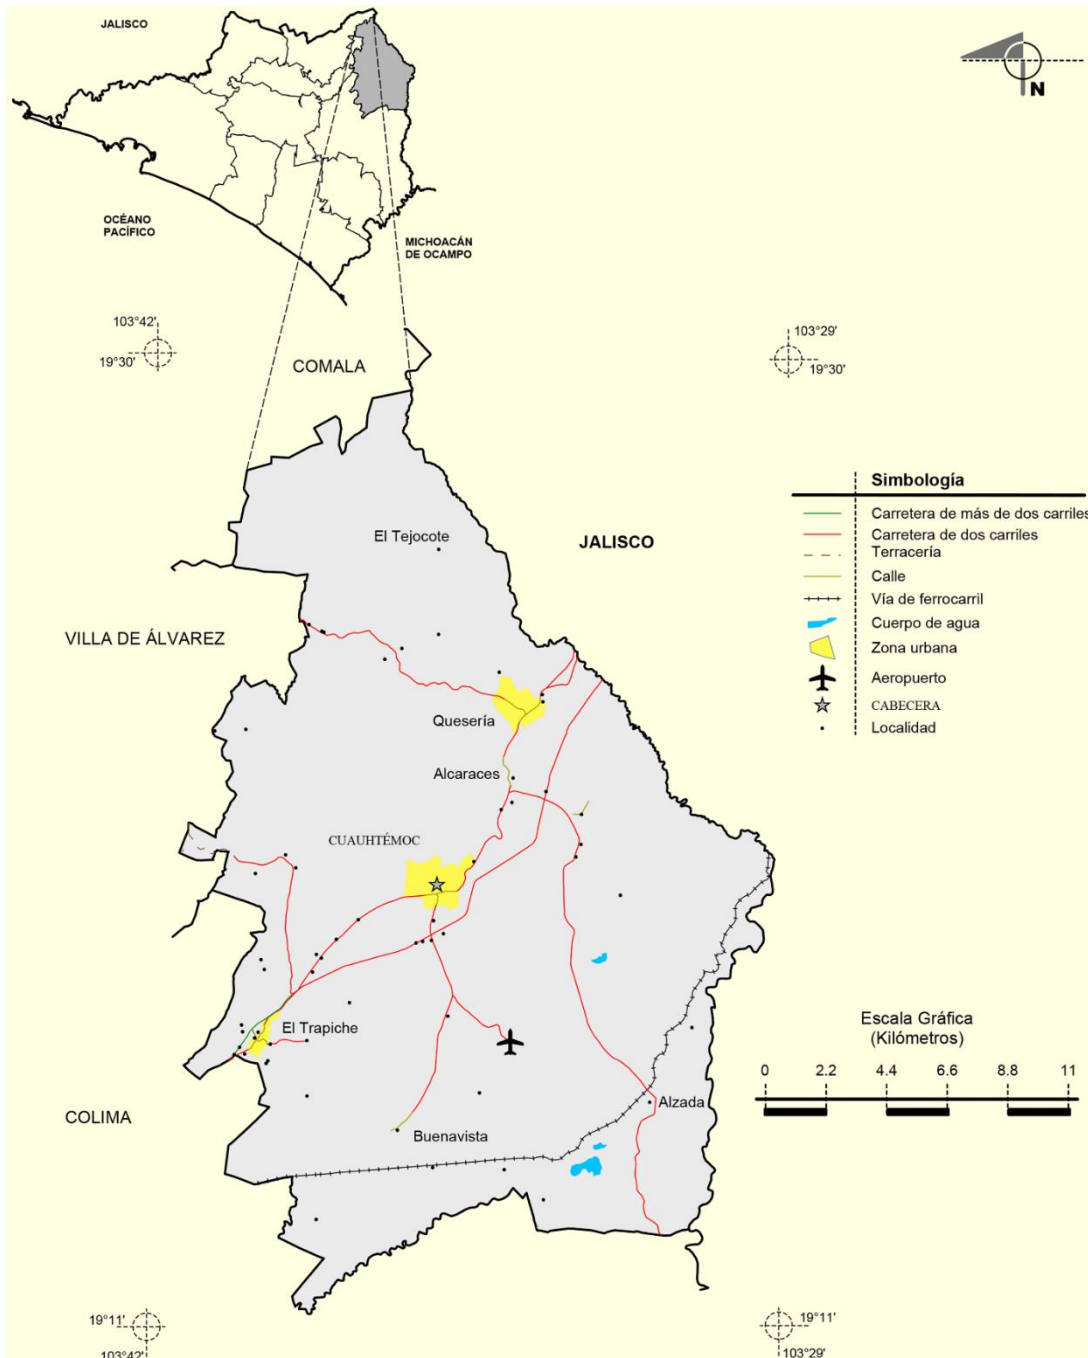 JALISCO
N
OCÉANO
PACÍFICO
MICHOACÁN
DE OCAMPO
103°42'
19°30'
103°29'
19°30'
COMALA
Simbología
Carretera de más de dos carriles
Carretera de dos carriles
Terracería
Calle
Vía de ferrocarril
Cuerpo de agua
Zona urbana
Aeropuerto
CABECERA
Localidad
El Tejocote
JALISCO
VILLA DE ÁLVAREZ
Quesería
Alcaraces
CUAUHTÉMOC
El Trapiche
Escala Gráfica
(Kilómetros)
0 2.2 4.4 6.6 8.8 11
COLIMA
Alzada
Buenavista
19°11'
103°42'
19°11'
103°29'